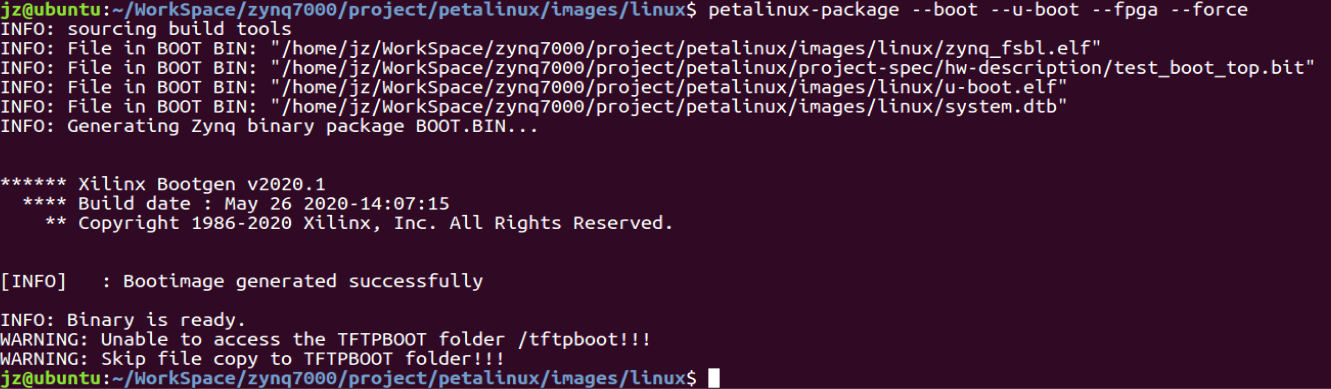 jz@ubuntu:~/WorkSpace/zynq7000/project/petalinux/images/linux$ petalinux-package --boot --u-boot --fpga --force
INFO: sourcing build tools
INFO: File in BOOT BIN: "/home/jz/WorkSpace/zynq7000/project/petalinux/images/linux/zynq_fsbl.elf"
INFO: File in BOOT BIN: "/home/jz/WorkSpace/zynq7000/project/petalinux/project-spec/hw-description/test_boot_top.bit"
INFO: File in BOOT BIN: "/home/jz/WorkSpace/zynq7000/project/petalinux/images/linux/u-boot.elf"
INFO: File in BOOT BIN: "/home/jz/WorkSpace/zynq7000/project/petalinux/images/linux/system.dtb"
INFO: Generating Zynq binary package BOOT.BIN...
****** Xilinx Bootgen v2020.1
**** Build date : May 26 2020-14:07:15
** Copyright 1986-2020 Xilinx, Inc. All Rights Reserved.
[INFO]   : Bootimage generated successfully
INFO: Binary is ready.
WARNING: Unable to access the TFTPBOOT folder /tftpboot!!!
WARNING: Skip file copy to TFTPBOOT folder!!!
jz@ubuntu:~/WorkSpace/zynq7000/project/petalinux/images/linux$